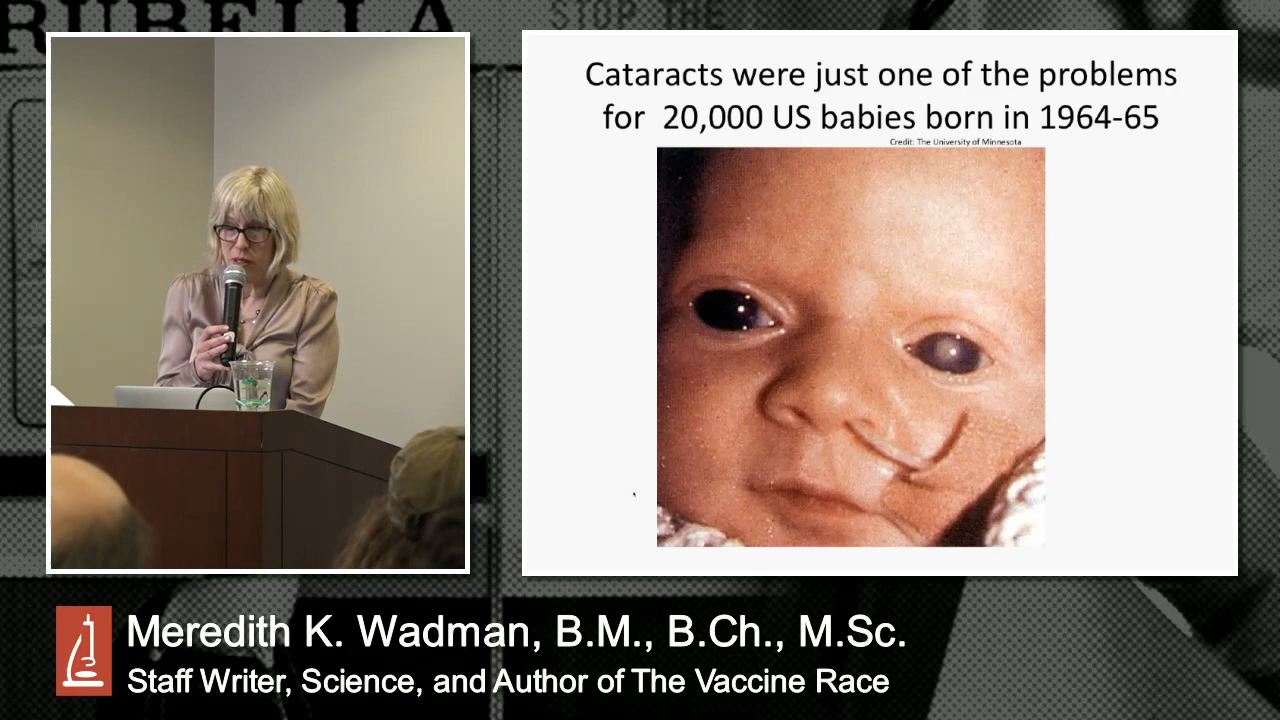 RUBELLA
STOP THE
Cataracts were just one of the problems
for 20,000 US babies born in 1964-65
Credit: The University of Minnesota
Meredith K. Wadman, B.M., B.Ch., M.Sc.
Staff Writer, Science, and Author of The Vaccine Race